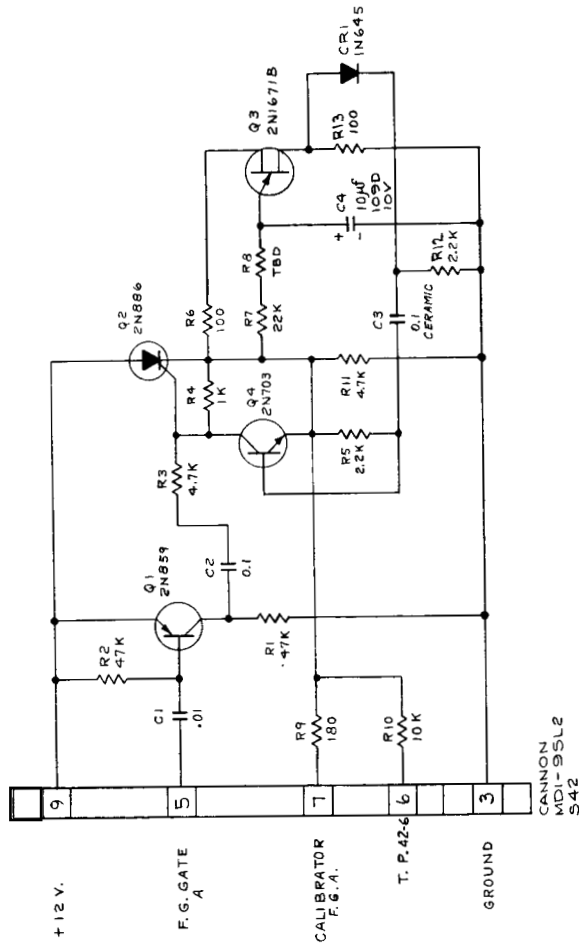 +12 V.
F.G. GATE
A
CALIBRATOR
F.G.A.
T. P. 42-6
GROUND
9
5
7
6
3
CANNON
MD1-9SL2
S42
R2
47K
C1
.01
Q1
2N859
R1
.47K
C2
0.1
R3
4.7K
R9
180
R10
10 K
Q2
2N886
R4
1K
Q4
2N703
R5
2.2K
R11
4.7K
R6
100
R7
22K
R8
TBD
C3
0.1
CERAMIC
Q3
2N1671B
+
-
C4
10μf
109D
10V
R12
2.2K
R13
100
CR1
1N645